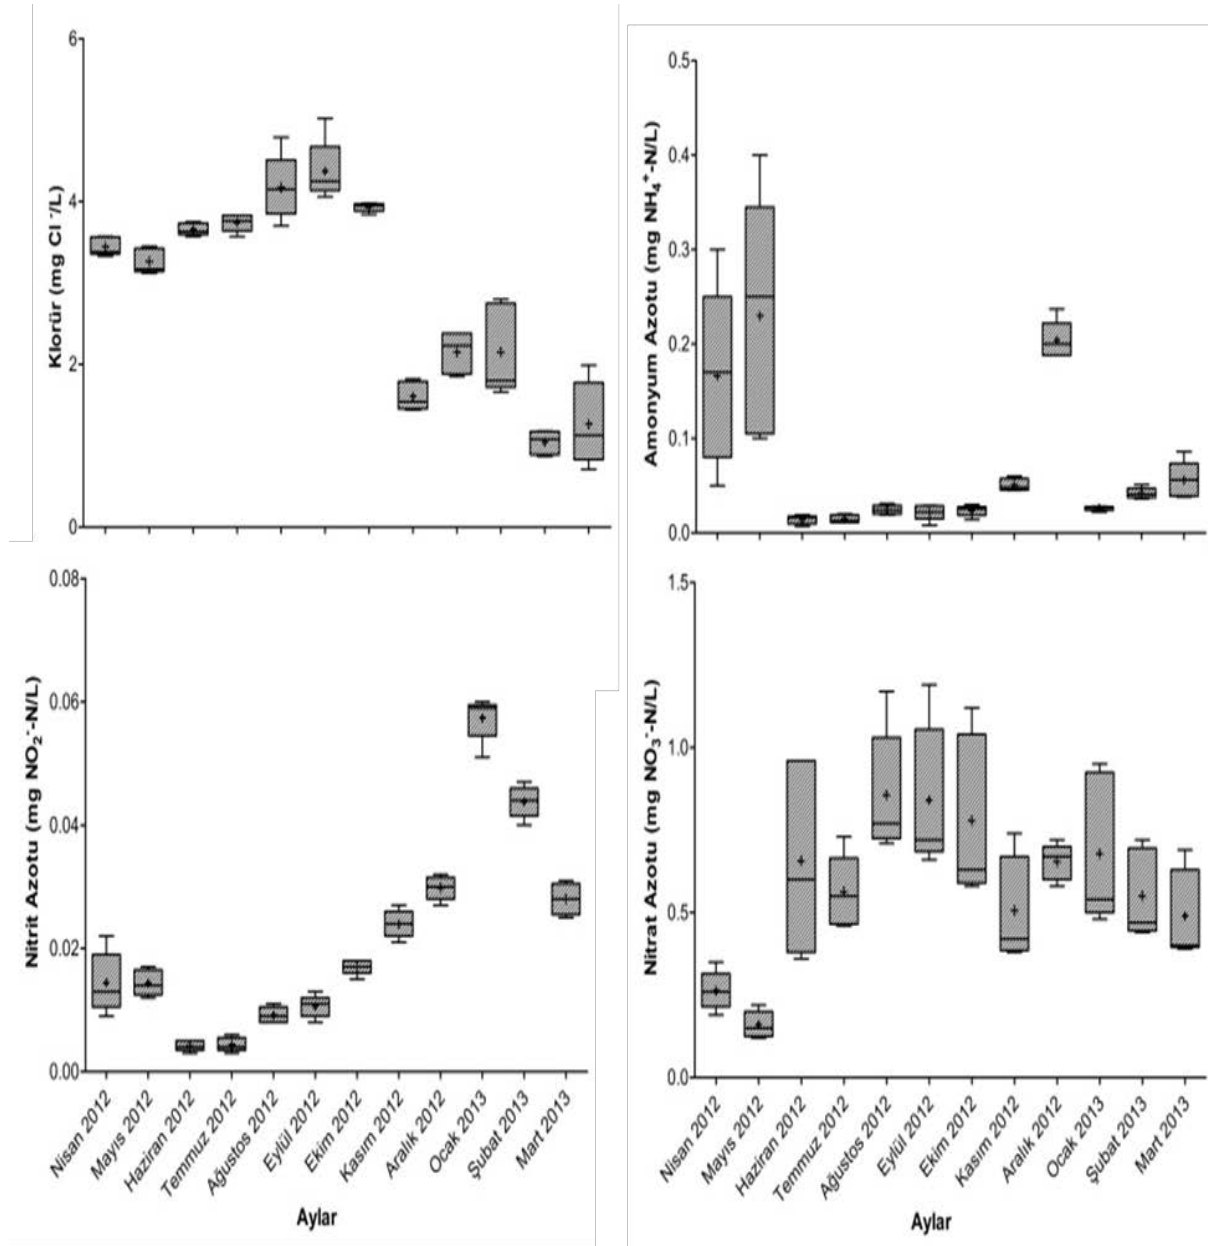 Klorür (mg Cl⁻/L)
6
4
2
0
Amonyum Azotu (mg NH₄⁺-N/L)
0.5
0.4
0.3
0.2
0.1
0.0
Nitrit Azotu (mg NO₂⁻-N/L)
0.08
0.06
0.04
0.02
0.00
Nisan 2012
Mayıs 2012
Haziran 2012
Temmuz 2012
Ağustos 2012
Eylül 2012
Ekim 2012
Kasım 2012
Aralık 2012
Ocak 2013
Şubat 2013
Mart 2013
Aylar
Nitrat Azotu (mg NO₃⁻-N/L)
1.5
1.0
0.5
0.0
Nisan 2012
Mayıs 2012
Haziran 2012
Temmuz 2012
Ağustos 2012
Eylül 2012
Ekim 2012
Kasım 2012
Aralık 2012
Ocak 2013
Şubat 2013
Mart 2013
Aylar